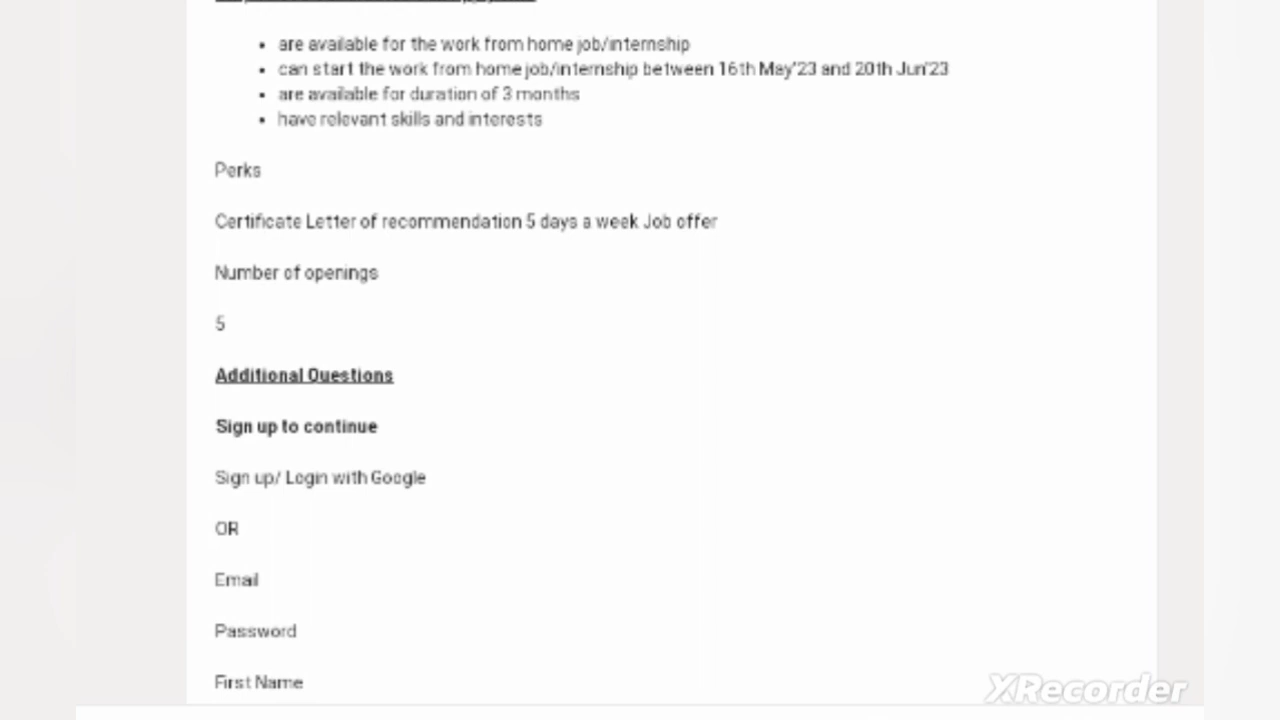 are available for the work from home job/internship
can start the work from home job/internship between 16th May'23 and 20th Jun'23
are available for duration of 3 months
have relevant skills and interests
Perks
Certificate Letter of recommendation 5 days a week Job offer
Number of openings
5
Additional Questions
Sign up to continue
Sign up/ Login with Google
OR
Email
Password
First Name
XRecorder